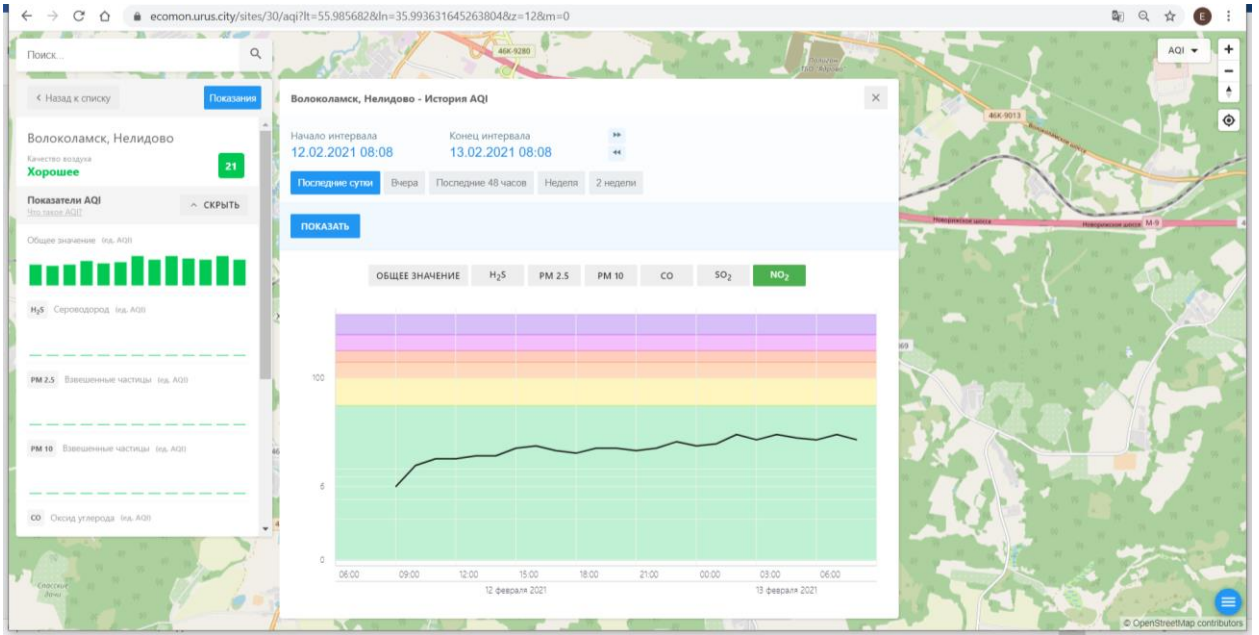 ecomon.urus.city/sites/30/aqi?lt=55.985682&ln=35.993631645263804&z=12&m=0
E
Поиск...
46K-9280
AQI
+
−
< Назад к списку
Показания
Волоколамск, Нелидово
Качество воздуха
Хорошее
21
Показатели AQI
Что такое AQI?
СКРЫТЬ
Общее значение (ед. AQI)
H₂S Сероводород (ед. AQI)
PM 2.5 Взвешенные частицы (ед. AQI)
PM 10 Взвешенные частицы (ед. AQI)
CO Оксид углерода (ед. AQI)
Волоколамск, Нелидово - История AQI
Начало интервала
Конец интервала
12.02.2021 08:08
13.02.2021 08:08
Последние сутки
Вчера
Последние 48 часов
Неделя
2 недели
ПОКАЗАТЬ
ОБЩЕЕ ЗНАЧЕНИЕ
H₂S
PM 2.5
PM 10
CO
SO₂
NO₂
100
6
0
06:00 09:00 12:00 15:00 18:00 21:00 00:00 03:00 06:00
12 февраля 2021 13 февраля 2021
46K-9013
Волоколамское шоссе
Новорижское шоссе
Новорижское шоссе
M-9
Спасские
© OpenStreetMap contributors